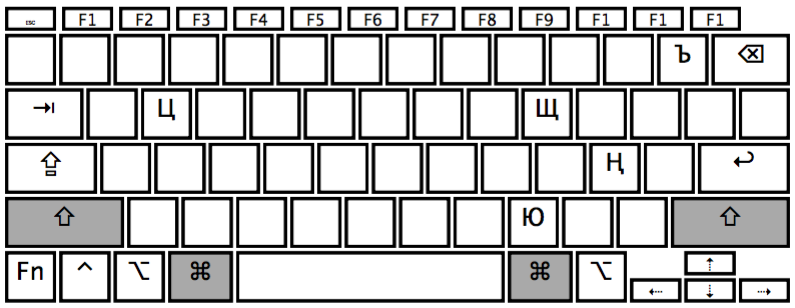 esc F1 F2 F3 F4 F5 F6 F7 F8 F9 F1 F1 F1
Ъ ⌫
⇥ Ц Щ
⇪ Ң ↩
⇧ Ю ⇧
Fn ^ ⌥ ⌘ ⌘ ⌥ ⇠ ⇡ ⇣ ⇢